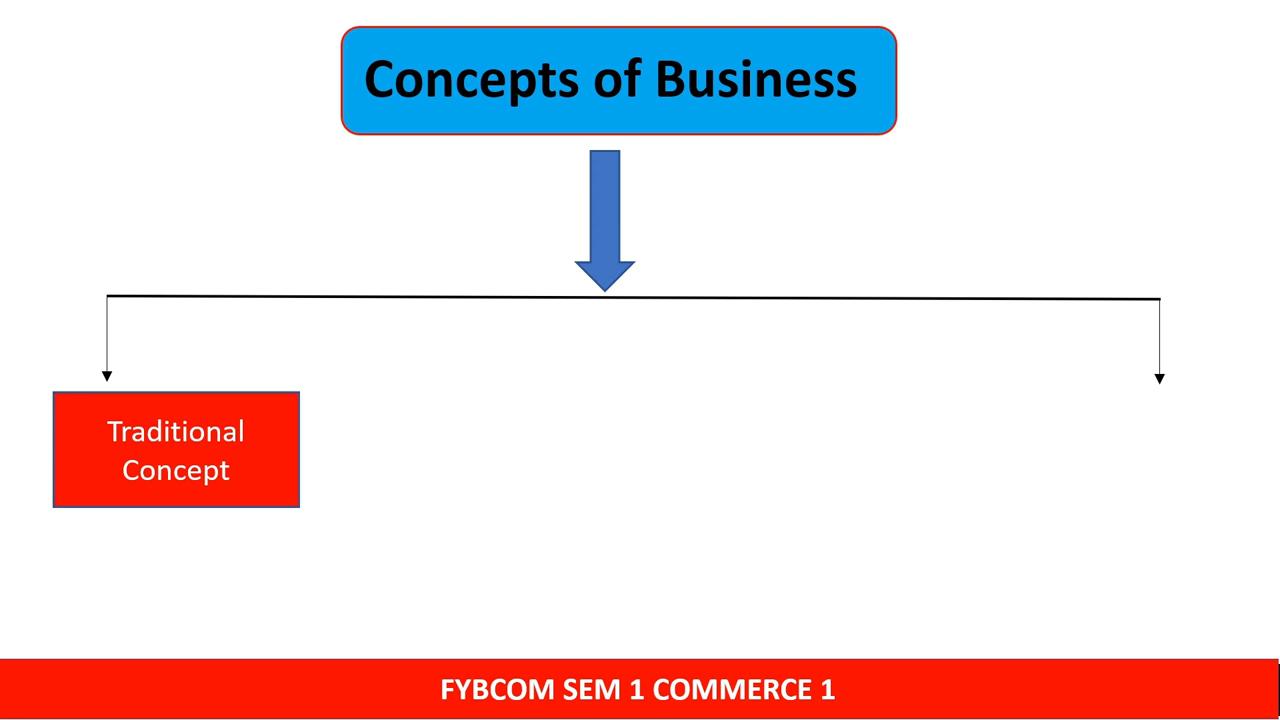 Concepts of Business
Traditional
Concept
FYBCOM SEM 1 COMMERCE 1